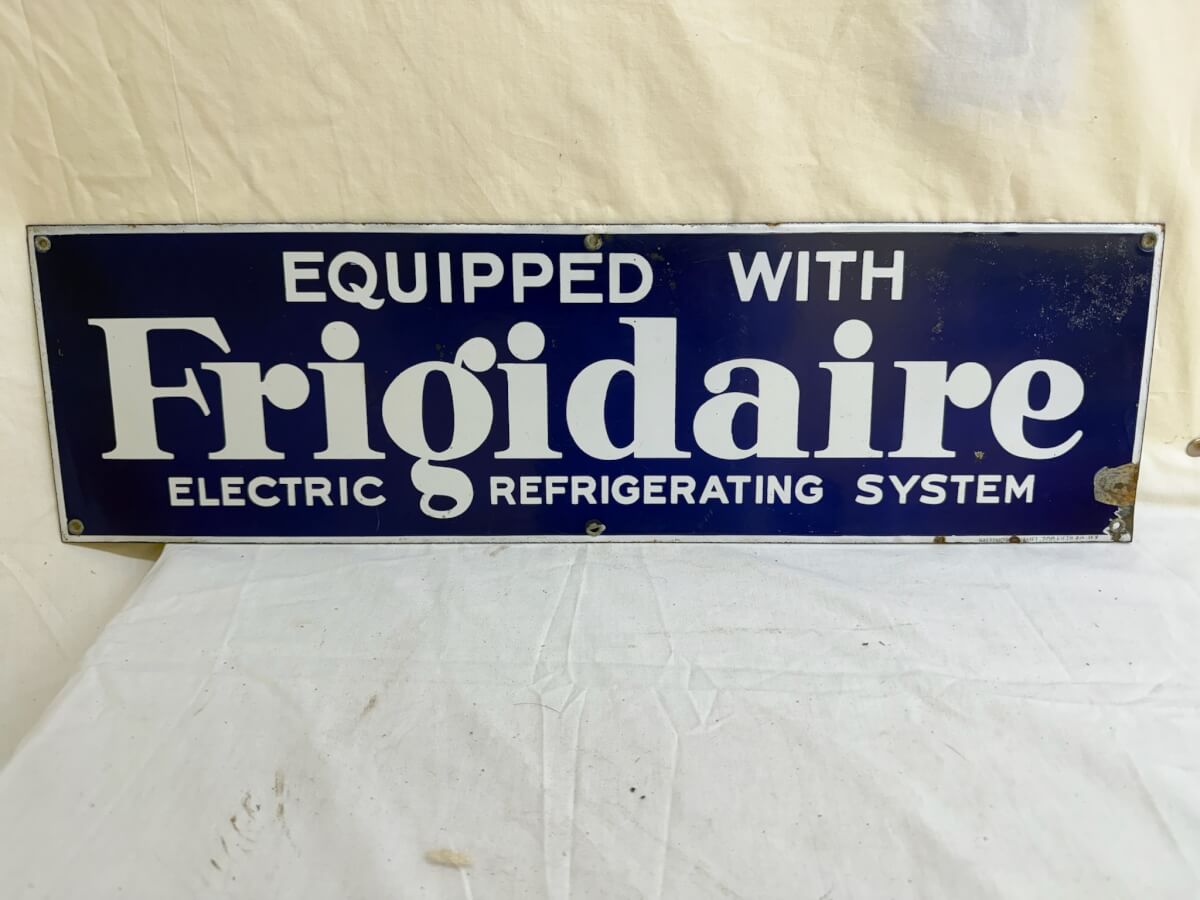 EQUIPPED WITH
Frigidaire
ELECTRIC REFRIGERATING SYSTEM